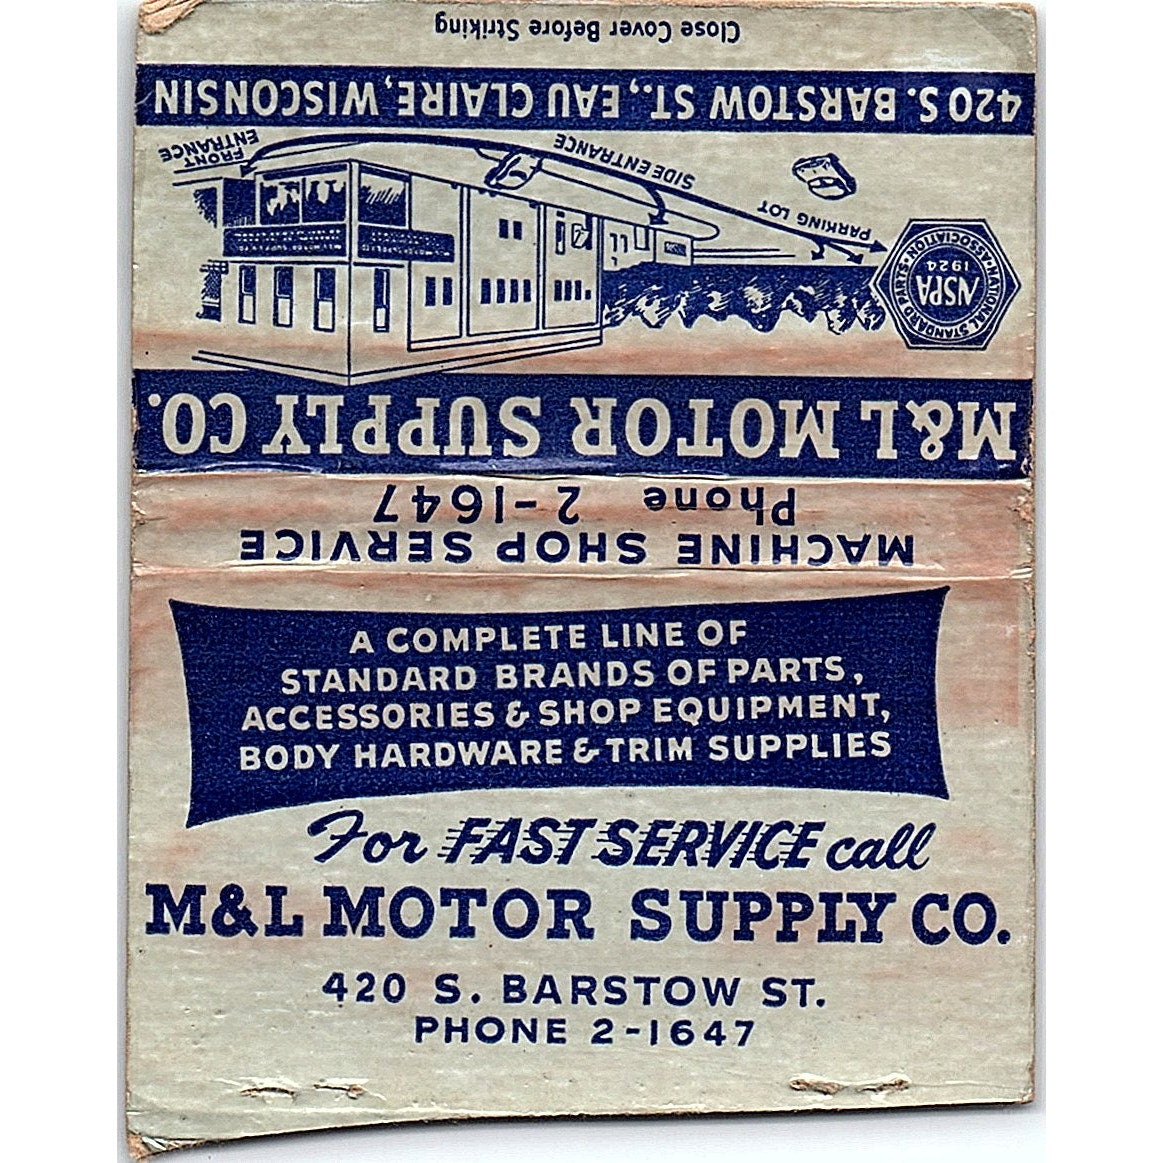 Close Cover Before Striking
420 S. BARSTOW ST., EAU CLAIRE, WISCONSIN
FRONT ENTRANCE
SIDE ENTRANCE
PARKING LOT
NATIONAL STANDARD PARTS ASSOCIATION
NSPA
1924
M&L MOTOR SUPPLY CO.
Phone 2-1647
MACHINE SHOP SERVICE
A COMPLETE LINE OF
STANDARD BRANDS OF PARTS,
ACCESSORIES & SHOP EQUIPMENT,
BODY HARDWARE & TRIM SUPPLIES
For FAST SERVICE call
M&L MOTOR SUPPLY CO.
420 S. BARSTOW ST.
PHONE 2-1647